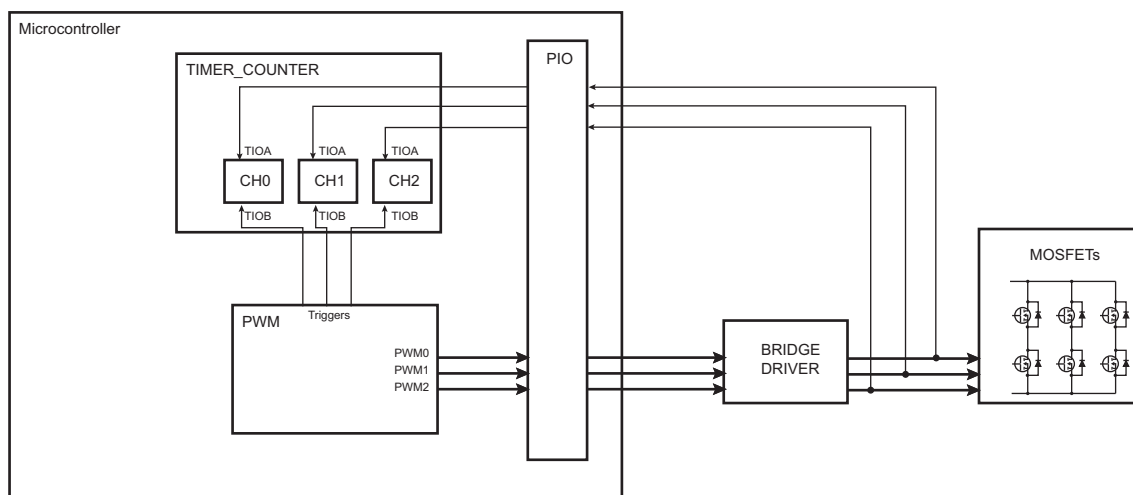 Microcontroller
TIMER_COUNTER
PIO
TIOA
TIOA
TIOA
CH0
CH1
CH2
TIOB
TIOB
TIOB
MOSFETs
Triggers
PWM
PWM0
PWM1
PWM2
BRIDGE
DRIVER